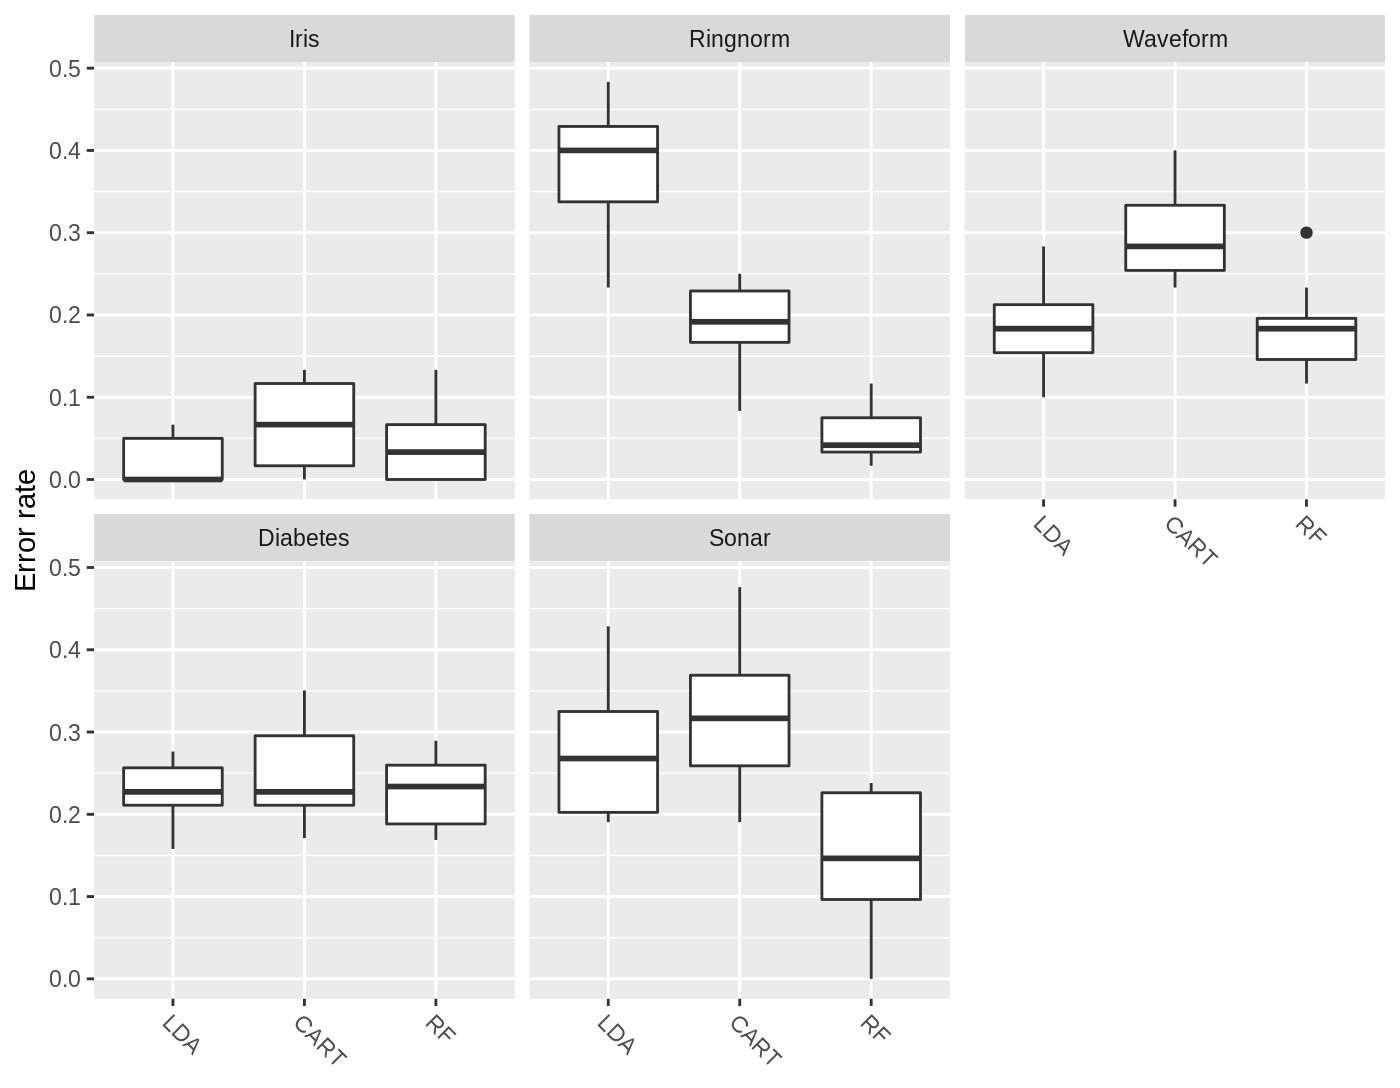 Iris
Ringnorm
Waveform
0.5
0.4
0.3
0.2
0.1
0.0
LDA
CART
RF
Error rate
Diabetes
Sonar
0.5
0.4
0.3
0.2
0.1
0.0
LDA
CART
RF
LDA
CART
RF